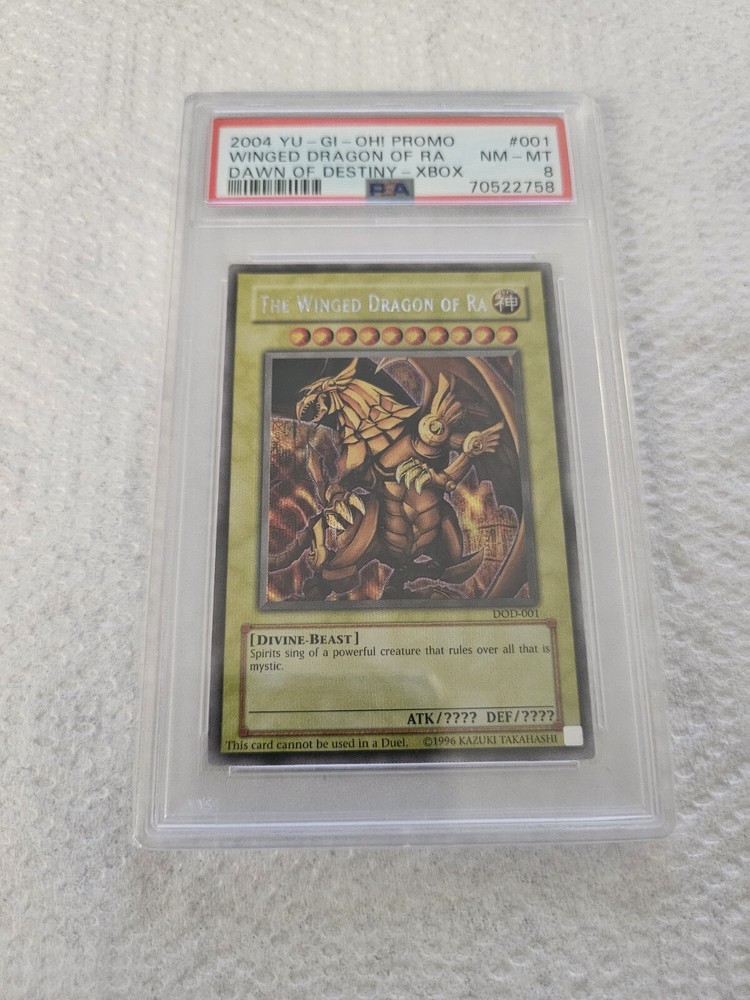 2004 YU-GI-OH! PROMO #001
WINGED DRAGON OF RA NM-MT
DAWN OF DESTINY-XBOX 8
PSA 70522758
THE WINGED DRAGON OF RA 神
DOD-001
[DIVINE-BEAST]
Spirits sing of a powerful creature that rules over all that is
mystic.
ATK/???? DEF/????
This card cannot be used in a Duel. ©1996 KAZUKI TAKAHASHI